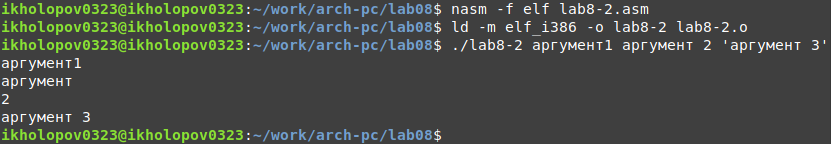 ikholopov0323@ikholopov0323:~/work/arch-pc/lab08$ nasm -f elf lab8-2.asm
ikholopov0323@ikholopov0323:~/work/arch-pc/lab08$ ld -m elf_i386 -o lab8-2 lab8-2.o
ikholopov0323@ikholopov0323:~/work/arch-pc/lab08$ ./lab8-2 аргумент1 аргумент 2 'аргумент 3'
аргумент1
аргумент
2
аргумент 3
ikholopov0323@ikholopov0323:~/work/arch-pc/lab08$